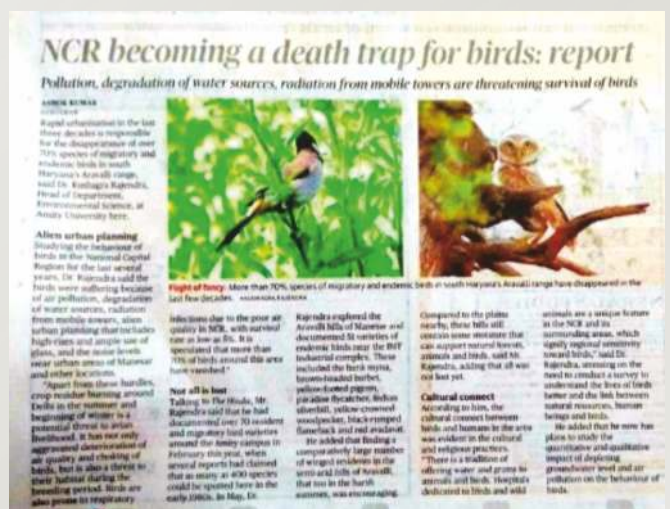 NCR becoming a death trap for birds: report
Pollution, degradation of water sources, radiation from mobile towers are threatening survival of birds
ASHOK KUMAR
Rapid urbanisation in the last
three decades is responsible
for the disappearance of over
70% species of migratory and
endemic birds in south
Haryana's Aravalli range,
said Dr. Rajendra,
Head of Department,
Environmental Science, at
Amity University here.
Alien urban planning
Studying the behaviour of
birds in the National Capital
Region for the last several
years, Dr. Rajendra said the
birds were suffering because
of air pollution, degradation
of water sources, radiation
from mobile towers, alien
urban planning that includes
high-rises and ample use of
glass, and the noise levels
near urban areas of Manesar
and other locations.
"Apart from these hurdles,
crop residue burning around
Delhi in the summer and
beginning of winter is a
potential threat to avian
livelihood. It has not only
aggravated deterioration of
air quality and choking of
birds, but is also a threat to
their habitat during the
breeding period. Birds are
also prone to respiratory
Flight of fancy: More than 70% species of migratory and endemic birds in South Haryana's Aravalli range have disappeared in the
last few decades.
infections due to the poor air
quality in NCR, with survival
rate as low as
speculated that more than
70% of birds around this area
have vanished."
Not all is lost
Talking to The Hindu, Mr.
Rajendra said that he had
documented over 70 resident
and migratory bird varieties
around the Amity campus in
February this year, when
several reports had claimed
that as many as 400 species
could be spotted here in the
early 1980s. In May, Dr.
Rajendra explored the
Aravalli hills of Manesar and
documented 51 varieties of
endemic birds near the
Industrial complex. These
included the bank myna,
brown-headed barbet,
yellow-footed pigeon,
paradise flycatcher, Indian
silverbill, yellow-crowned
woodpecker, black-rumped
flameback and red avadavat.
He added that finding a
comparatively large number
of winged residents in the
semi-arid hills of Aravalli,
that too in the harsh
summer, was encouraging.
Compared to the plains
nearby, these hills still
contain some moisture that
can support natural forests,
animals and birds, said Mr.
Rajendra, adding that all was
not lost yet.
Cultural connect
According to him, the
cultural connect between
birds and humans in the area
was evident in the cultural
and religious practices.
"There is a tradition of
offering water and grains to
animals and birds. Hospitals
dedicated to birds and wild
animals are a unique feature
in the NCR and its
surrounding areas, which
signify regional sensitivity
toward birds," said Dr.
Rajendra, stressing on the
need to conduct a survey to
understand the lives of birds
better and the link between
natural resources, human
beings and birds.
He added that he now has
plans to study the
quantitative and qualitative
impact of depleting
groundwater level and air
pollution on the behaviour of
birds.